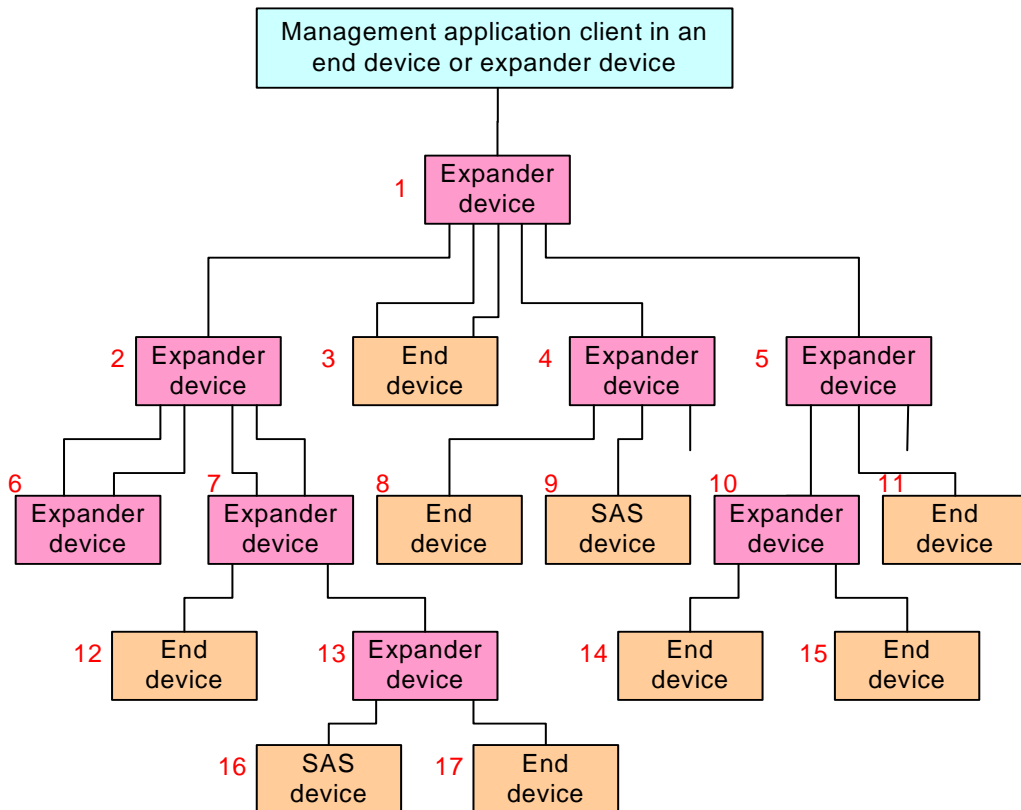 Management application client in an
end device or expander device
1
Expander
device
2
Expander
device
3
End
device
4
Expander
device
5
Expander
device
6
Expander
device
7
Expander
device
8
End
device
9
SAS
device
10
Expander
device
11
End
device
12
End
device
13
Expander
device
14
End
device
15
End
device
16
SAS
device
17
End
device